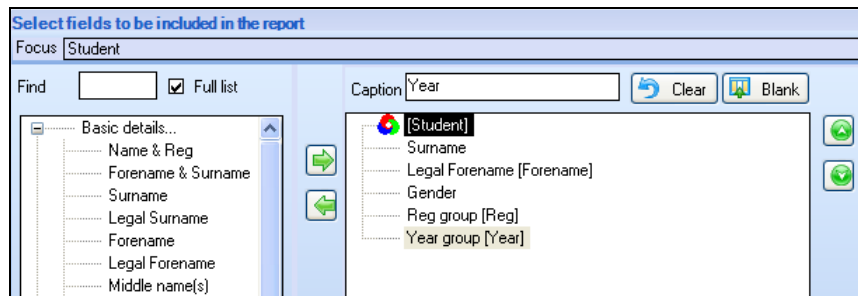 Select fields to be included in the report
Focus Student
Find Full list Caption Year Clear Blank
Basic details...
Name & Reg
Forename & Surname
Surname
Legal Surname
Forename
Legal Forename
Middle name(s)
[Student]
Surname
Legal Forename [Forename]
Gender
Reg group [Reg]
Year group [Year]